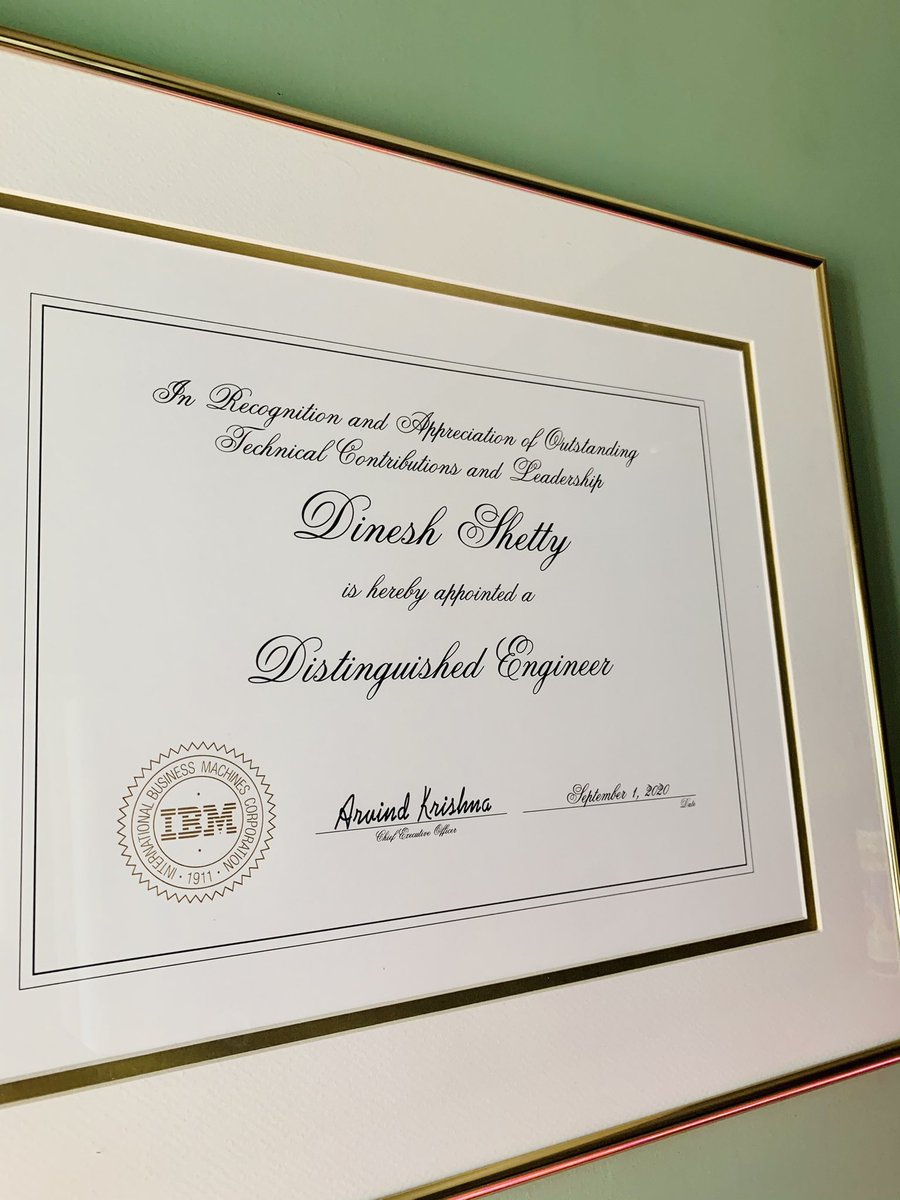 In Recognition and Appreciation of Outstanding
Technical Contributions and Leadership
Dinesh Shetty
is hereby appointed a
Distinguished Engineer
INTERNATIONAL BUSINESS MACHINES CORPORATION
IBM
· 1911 ·
Arvind Krishna
Chief Executive Officer
September 1, 2020
Date